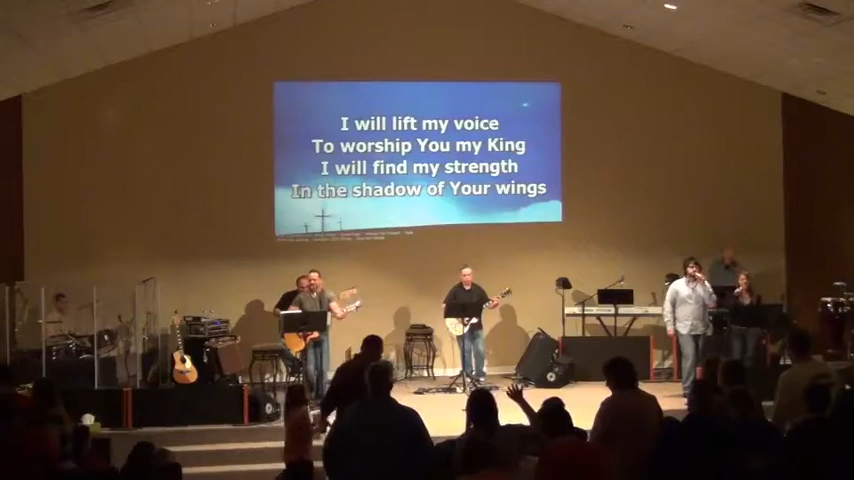 I will lift my voice
To worship You my King
I will find my strength
In the shadow of Your wings